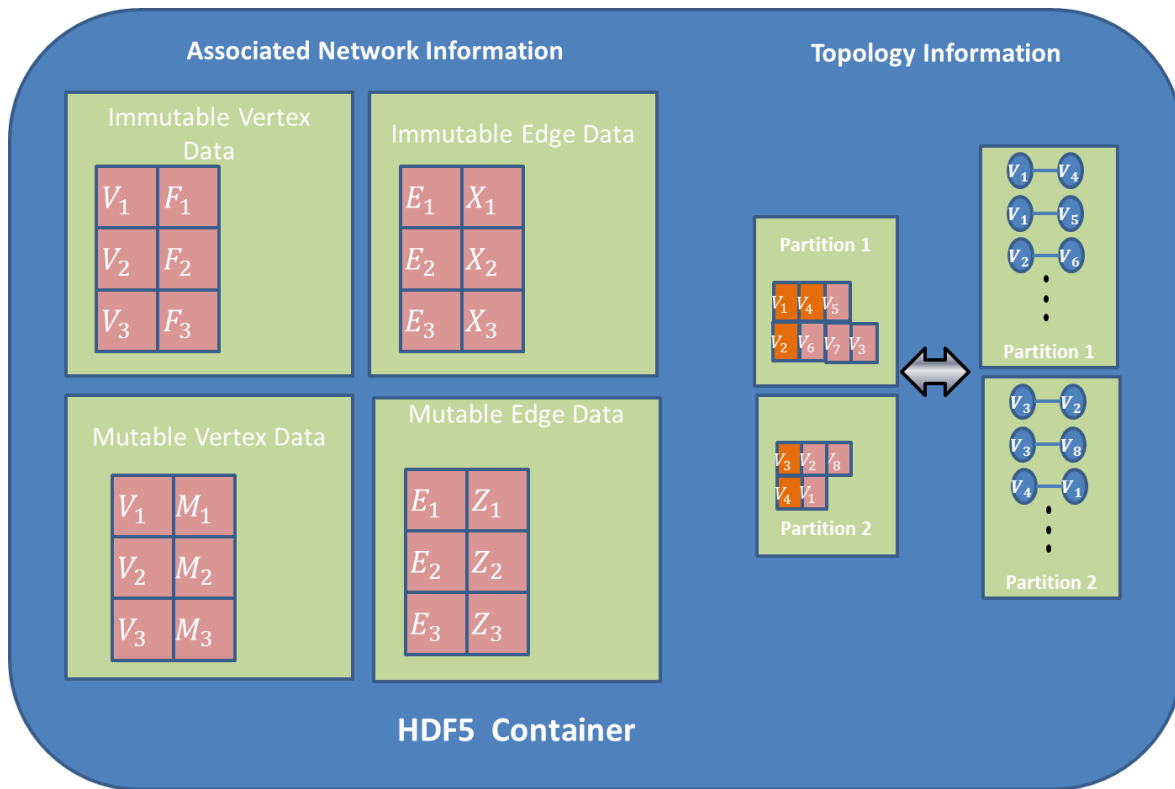 Associated Network Information
Topology Information
Immutable Vertex
Data
V₁ F₁
V₂ F₂
V₃ F₃
Immutable Edge Data
E₁ X₁
E₂ X₂
E₃ X₃
Mutable Vertex Data
V₁ M₁
V₂ M₂
V₃ M₃
Mutable Edge Data
E₁ Z₁
E₂ Z₂
E₃ Z₃
Partition 1
V₁ V₄ V₅
V₂ V₆ V₇ V₃
V₃ V₂ V₈
V₄ V₁
Partition 2
V₁ V₄
V₁ V₅
V₂ V₆
Partition 1
V₃ V₂
V₃ V₈
V₄ V₁
Partition 2
HDF5 Container